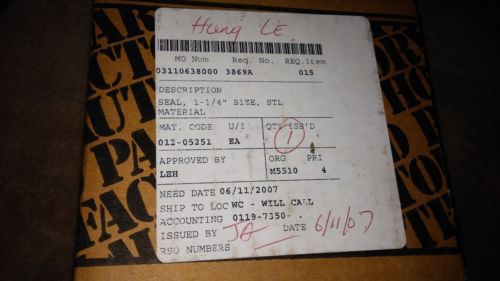 Hung LE
MO Num Req. No. REQ.Item
03110638000 3869A 015
DESCRIPTION
SEAL, 1-1/4" SIZE, STL
MATERIAL
MAT. CODE U/I QTY ISS'D
012-05251 EA 1
APPROVED BY ORG PRI
LEH M5510 4
NEED DATE 06/11/2007
SHIP TO LOC WC - WILL CALL
ACCOUNTING 0119-7350- .
ISSUED BY JA DATE 6/11/07
RSO NUMBERS